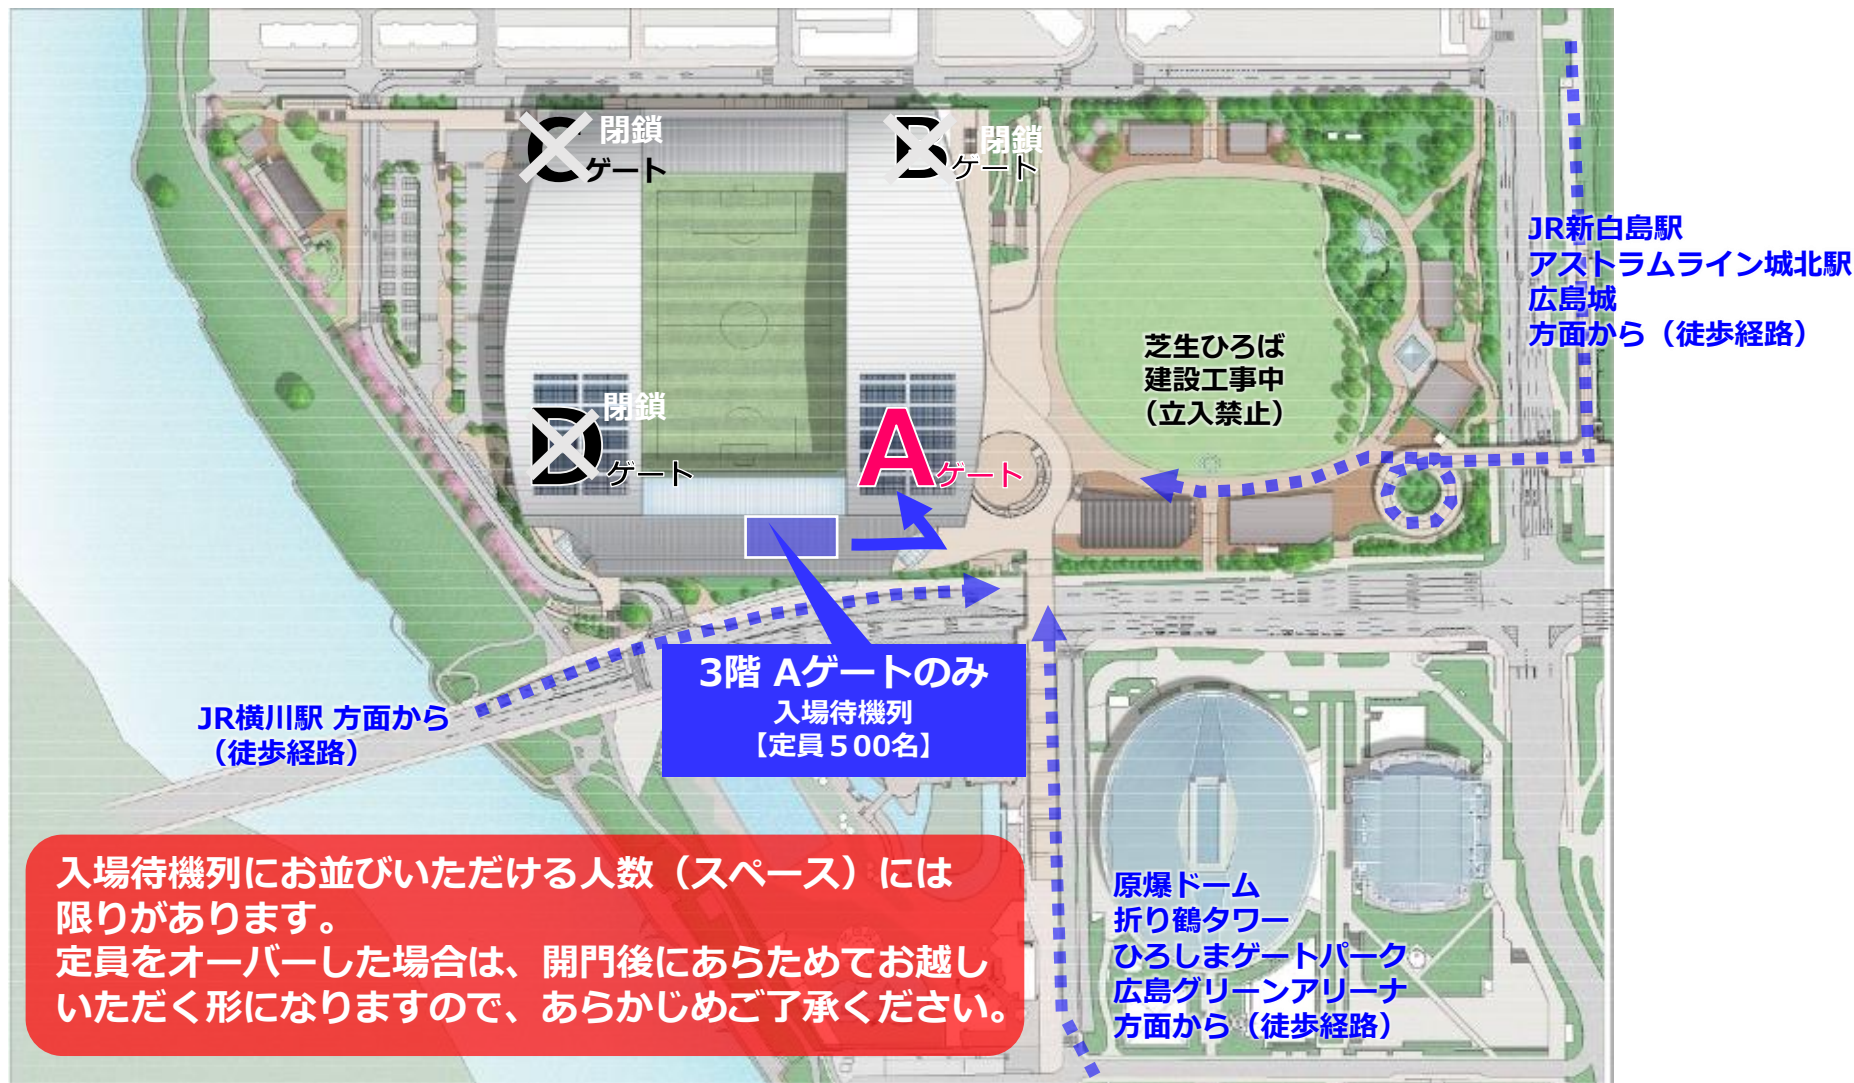 C
閉鎖
ゲート
B
閉鎖
ゲート
JR新白島駅
アストラムライン城北駅
広島城
方面から（徒歩経路）
芝生ひろば
建設工事中
（立入禁止）
D
閉鎖
ゲート
A
ゲート
3階 Aゲートのみ
入場待機列
【定員５00名】
JR横川駅 方面から
（徒歩経路）
入場待機列にお並びいただける人数（スペース）には
限りがあります。
定員をオーバーした場合は、開門後にあらためてお越し
いただく形になりますので、あらかじめご了承ください。
原爆ドーム
折り鶴タワー
ひろしまゲートパーク
広島グリーンアリーナ
方面から（徒歩経路）